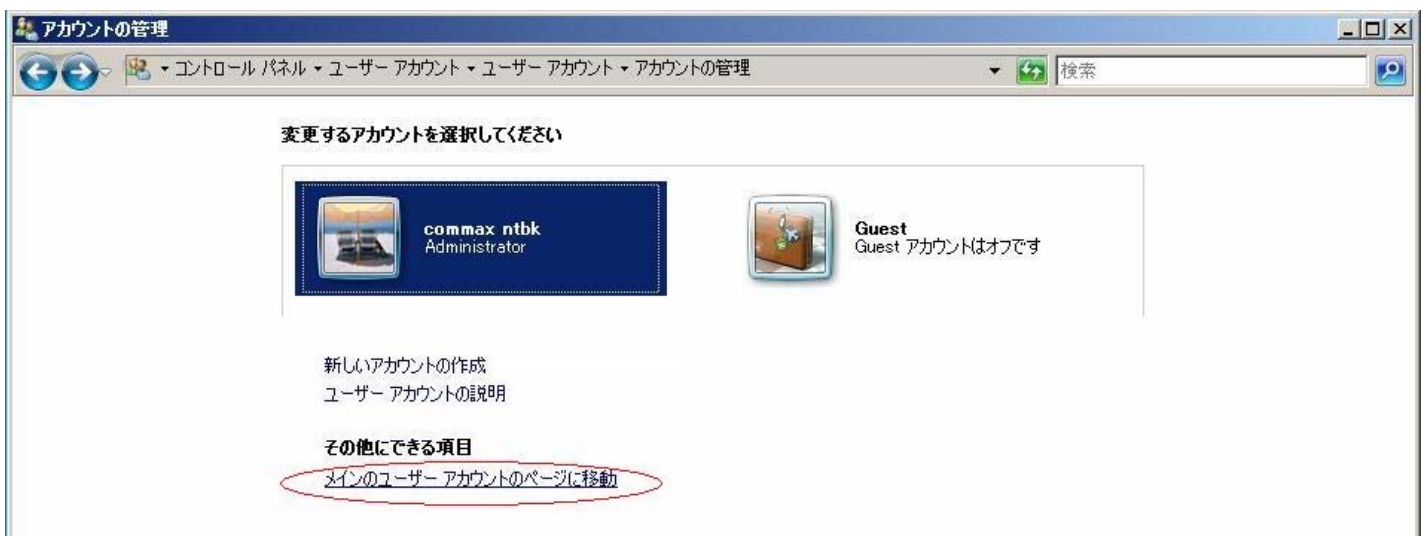 アカウントの管理
コントロール パネル ▾ ユーザー アカウント ▾ ユーザー アカウント ▾ アカウントの管理
検索
変更するアカウントを選択してください
commax ntbk
Administrator
Guest
Guest アカウントはオフです
新しいアカウントの作成
ユーザー アカウントの説明
その他にできる項目
メインのユーザー アカウントのページに移動